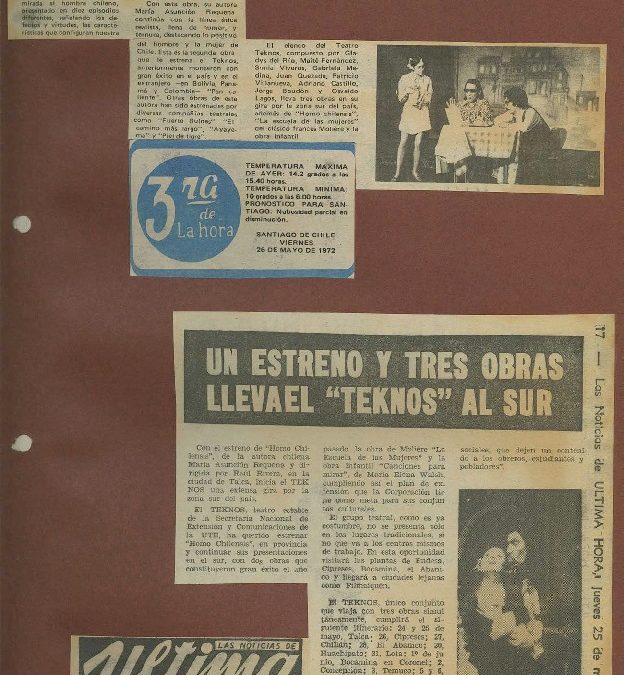 mirada al hombre chileno,
presentado en diez episodios
diferentes, reflejando los de-
fectos y virtudes, las caracte-
rísticas que configuran nuestra
Con esta obra, su autora
María Asunción Requena
continúa con la línea ética
realista, llena de humor, y
ternura, destacando lo positivo
del hombre y la mujer de
Chile. Esta es la segunda obra
que le estrena el Teknos,
anteriormente montaron con
gran éxito en el país y en el
extranjero —en Bolivia, Pana-
má y Colombia— "Pan ca-
liente". Otras obras de esta
autora han sido estrenadas por
diversas compañías teatrales
como "Fuerte Bulnes" "El
camino más largo", "Ayaye-
ma" y "Piel de tigre".
El elenco del Teatro
Teknos, compuesto por Gla-
dys del Río, Maité Fernández,
Sonia Viveros, Gabriela Me-
dina, Juan Quezada, Patricio
Villanueva, Adriano Castillo,
Jorge Boudon y Osvaldo
Lagos, lleva tres obras en su
gira por la zona sur del país,
además de "Homo chilensis",
"La escuela de las mujeres"
del clásico francés Moliére y la
obra infantil
3ra
de
La hora
TEMPERATURA MAXIMA
DE AYER: 14.2 grados a las
15.40 horas.
TEMPERATURA MINIMA:
10 grados a las 6.00 horas.
PRONOSTICO PARA SAN-
TIAGO: Nubosidad parcial en
disminución.
SANTIAGO DE CHILE
VIERNES
26 DE MAYO DE 1972
UN ESTRENO Y TRES OBRAS
LLEVA EL "TEKNOS" AL SUR
Con el estreno de "Homo Chi-
lensis", de la autora chilena
María Asunción Requena y di-
rigida por Raúl Rivera, en la
ciudad de Talca, inicia el TEK
NOS una extensa gira por la
zona sur del país.
El TEKNOS, teatro estable
de la Secretaría Nacional de
Extensión y Comunicaciones de
la UTE, ha querido estrenar
"Homo Chilensis", en provincia
y continuar sus presentaciones
en el sur, con dos obras que
constituyeron gran éxito el año
pasado la obra de Moliére "La
Escuela de las Mujeres" y la
obra infantil "Canciones para
mirar", de María Elena Walsh,
cumpliendo así el plan de ex-
tensión que la Corporación tie
ne como meta para sus conjun
tos culturales.
El grupo teatral, como es ya
costumbre, no se presenta sólo
en los lugares tradicionales, si
no que va a los centros mismos
de trabajo. En esta oportunidad
visitará las plantas de Endesa,
Cipreses, Bocamina, el Abani-
co y llegará a ciudades lejanas
como Pilmaiquén.
El TEKNOS, único conjunto
que viaja con tres obras simul
táneamente, cumplirá el si-
guiente itinerario: 24 y 25 de
mayo, Talca; 26, Cipreses; 27,
Chillán; 28, El Abanico; 29,
Huachipato; 31, Lota; 1º de ju
nio, Bocamina en Coronel; 2,
Concepción; 3, Temuco; 5 y 6,
sociales, que dejen un conteni
do a los obreros, estudiantes y
pobladores".
17 — Las Noticias de ULTIMA HORA, Jueves 25 de m
LAS NOTICIAS DE
Ultima